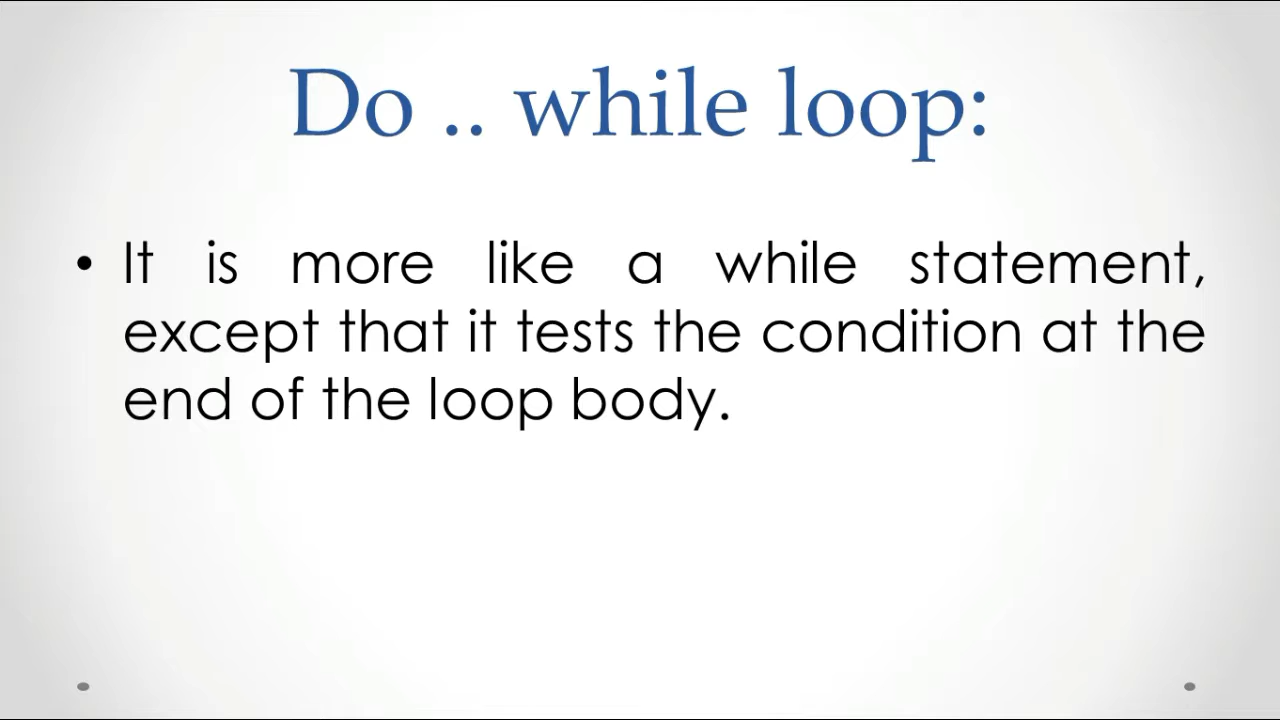 Do .. while loop:
• It is more like a while statement,
except that it tests the condition at the
end of the loop body.